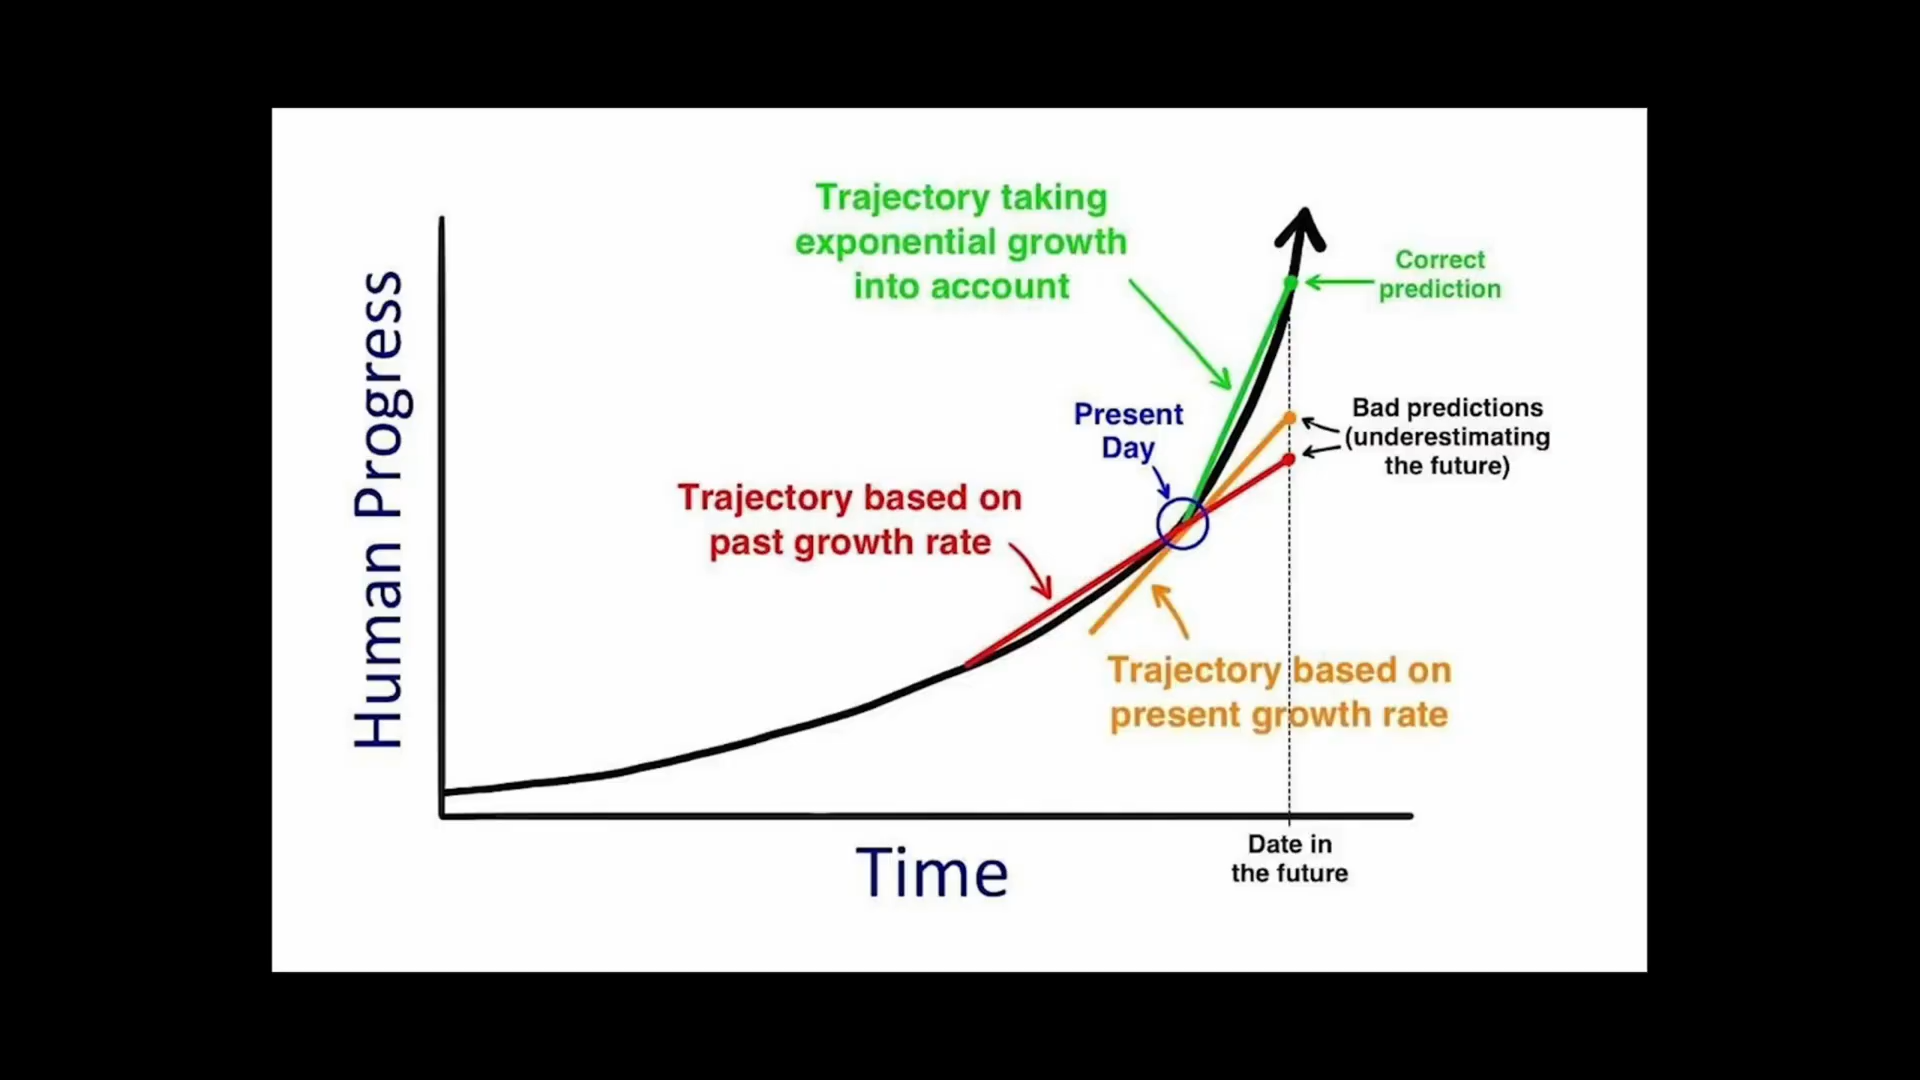 Trajectory taking
exponential growth
into account
Correct
prediction
Present
Day
Bad predictions
(underestimating
the future)
Trajectory based on
past growth rate
Trajectory based on
present growth rate
Human Progress
Time
Date in
the future